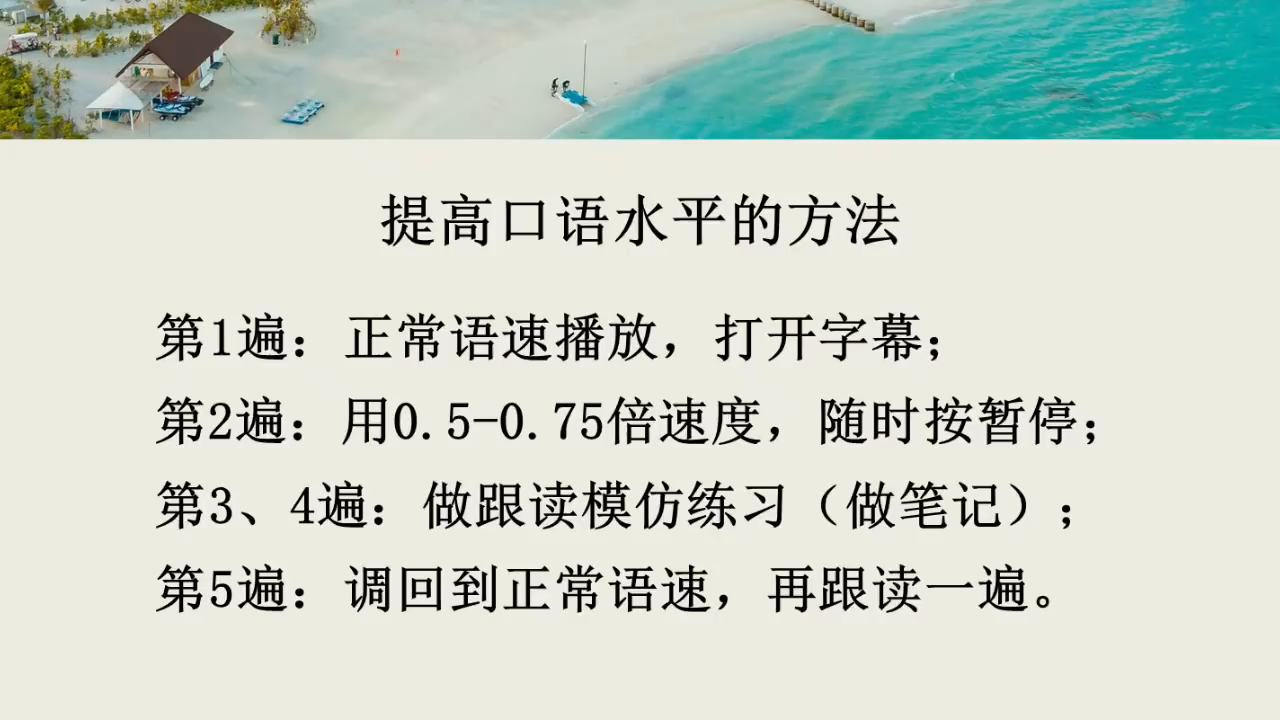 提高口语水平的方法
第1遍：正常语速播放，打开字幕；
第2遍：用0.5-0.75倍速度，随时按暂停；
第3、4遍：做跟读模仿练习（做笔记）；
第5遍：调回到正常语速，再跟读一遍。